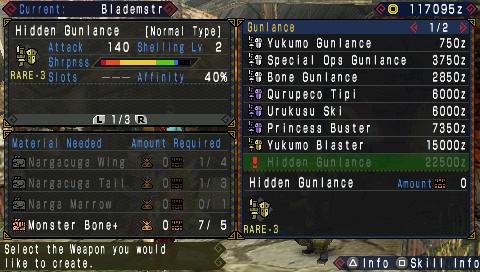 Current: Blademstr
117095z
Hidden Gunlance [Normal Type]
Attack 140 Shelling Lv 2
Shrpnss
Slots --- Affinity 40%
RARE-3
L 1/3 R
Material Needed Amount Required
Nargacuga Wing 0 1/ 4
Nargacuga Tail 0 1/ 3
Narga Marrow 0 0/ 1
Monster Bone+ 0 7/ 5
Select the Weapon you would
like to create.
Gunlance 1/2
Yukumo Gunlance 750z
Special Ops Gunlance 3750z
Bone Gunlance 2850z
Qurupeco Tipi 6000z
Urukusu Ski 6000z
Princess Buster 7350z
Yukumo Blaster 15000z
Hidden Gunlance 22500z
Hidden Gunlance Amount 0
RARE-3
Info Skill Info